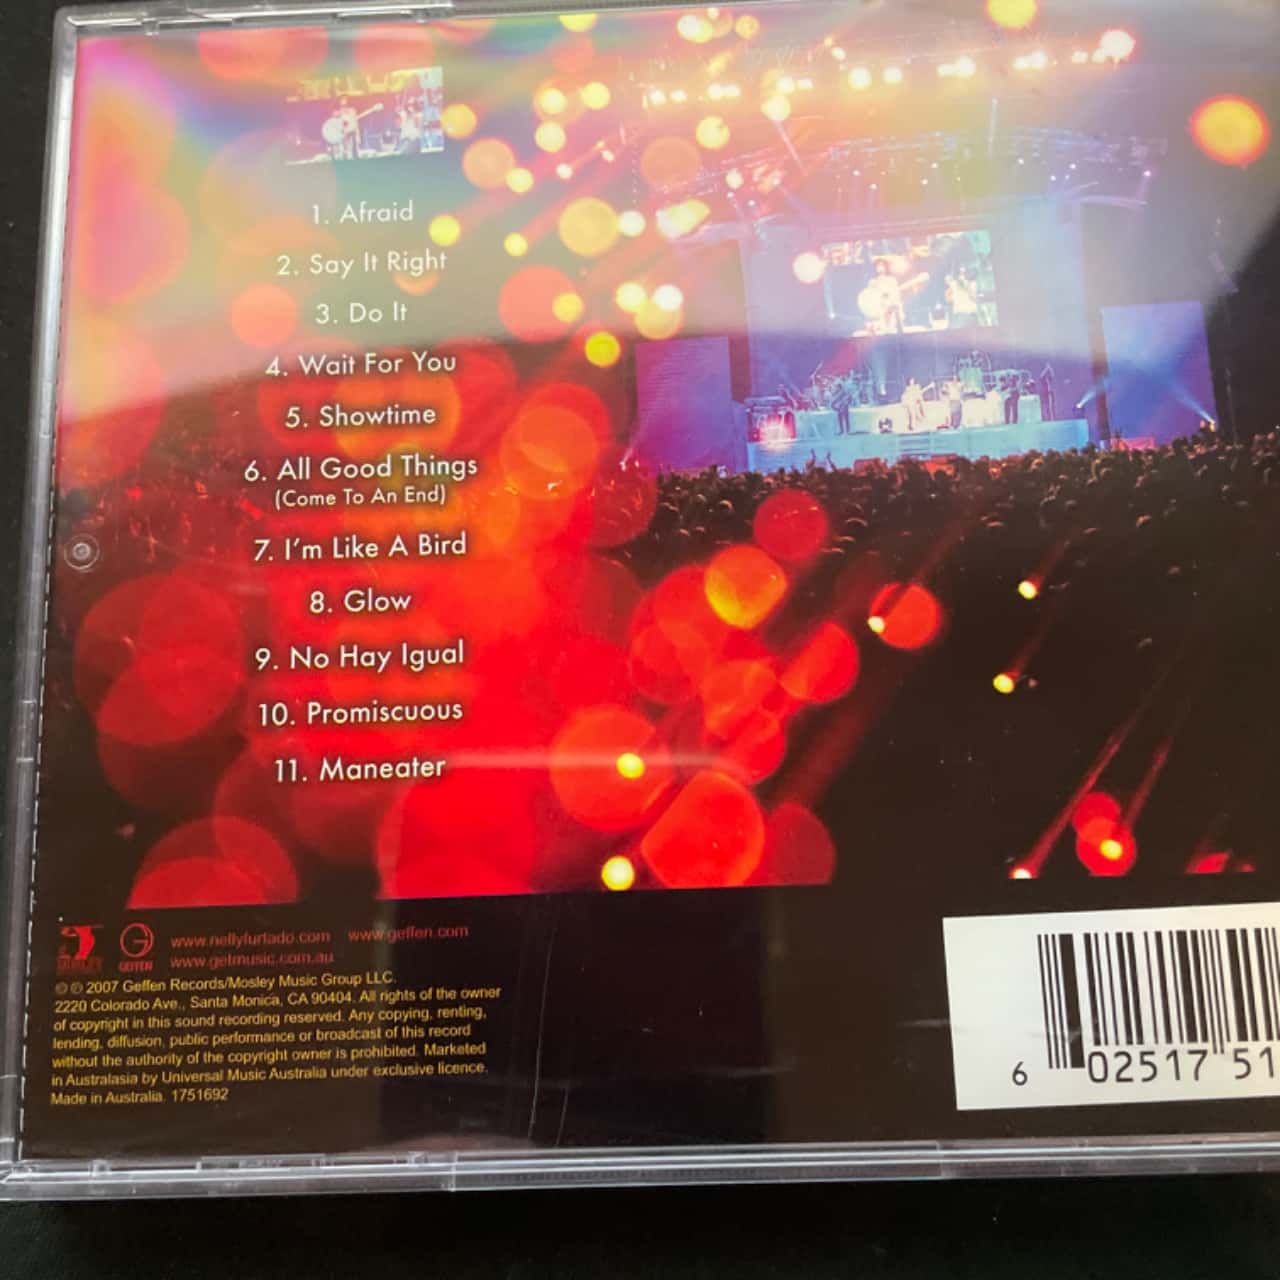 1. Afraid
2. Say It Right
3. Do It
4. Wait For You
5. Showtime
6. All Good Things
(Come To An End)
7. I'm Like A Bird
8. Glow
9. No Hay Igual
10. Promiscuous
11. Maneater
www.nellyfurtado.com www.geffen.com
GEFFEN www.getmusic.com.au
℗ © 2007 Geffen Records/Mosley Music Group LLC.
2220 Colorado Ave., Santa Monica, CA 90404. All rights of the owner
of copyright in this sound recording reserved. Any copying, renting,
lending, diffusion, public performance or broadcast of this record
without the authority of the copyright owner is prohibited. Marketed
in Australasia by Universal Music Australia under exclusive licence.
Made in Australia. 1751692
6 02517 51